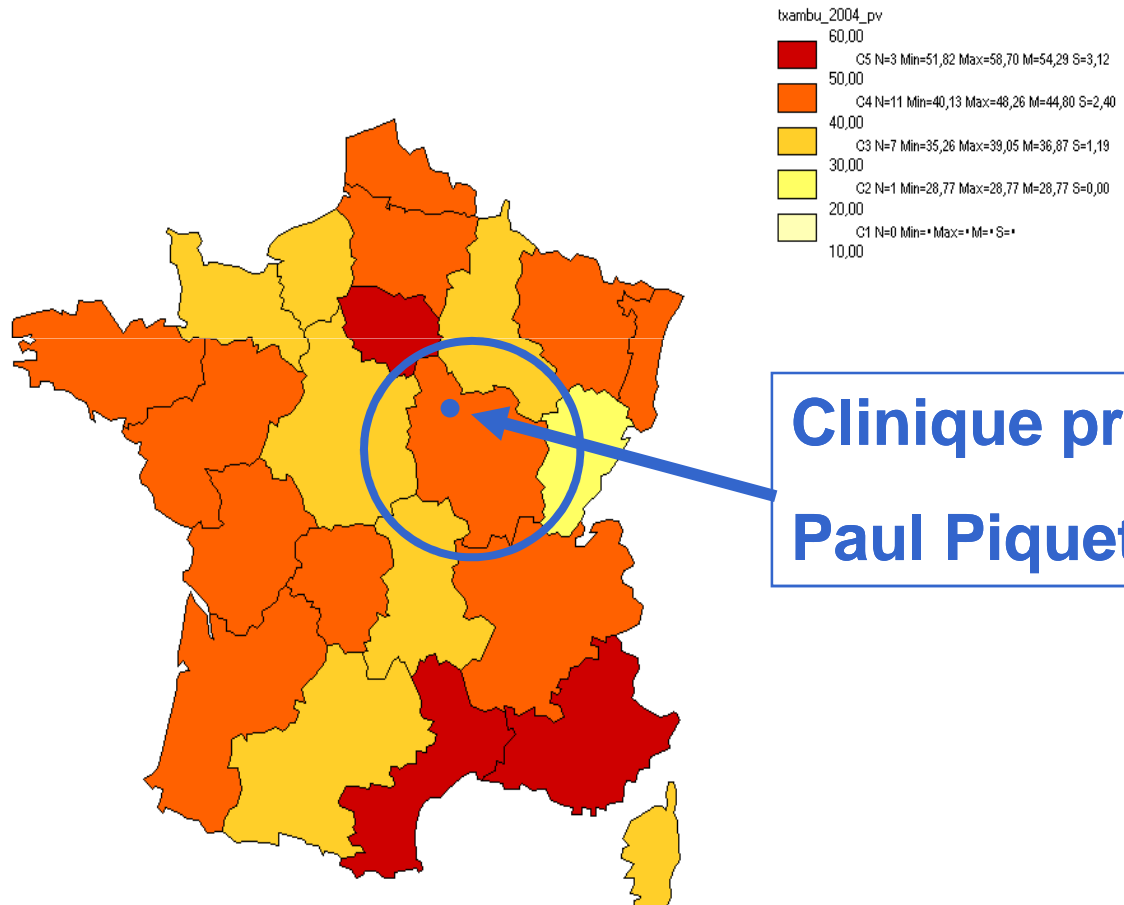 txambu_2004_pv
60,00
C5 N=3 Min=51,82 Max=58,70 M=54,29 S=3,12
50,00
C4 N=11 Min=40,13 Max=48,26 M=44,80 S=2,40
40,00
C3 N=7 Min=35,26 Max=39,05 M=36,87 S=1,19
30,00
C2 N=1 Min=28,77 Max=28,77 M=28,77 S=0,00
20,00
C1 N=0 Min=• Max=• M=• S=•
10,00
Clinique pr
Paul Piquet